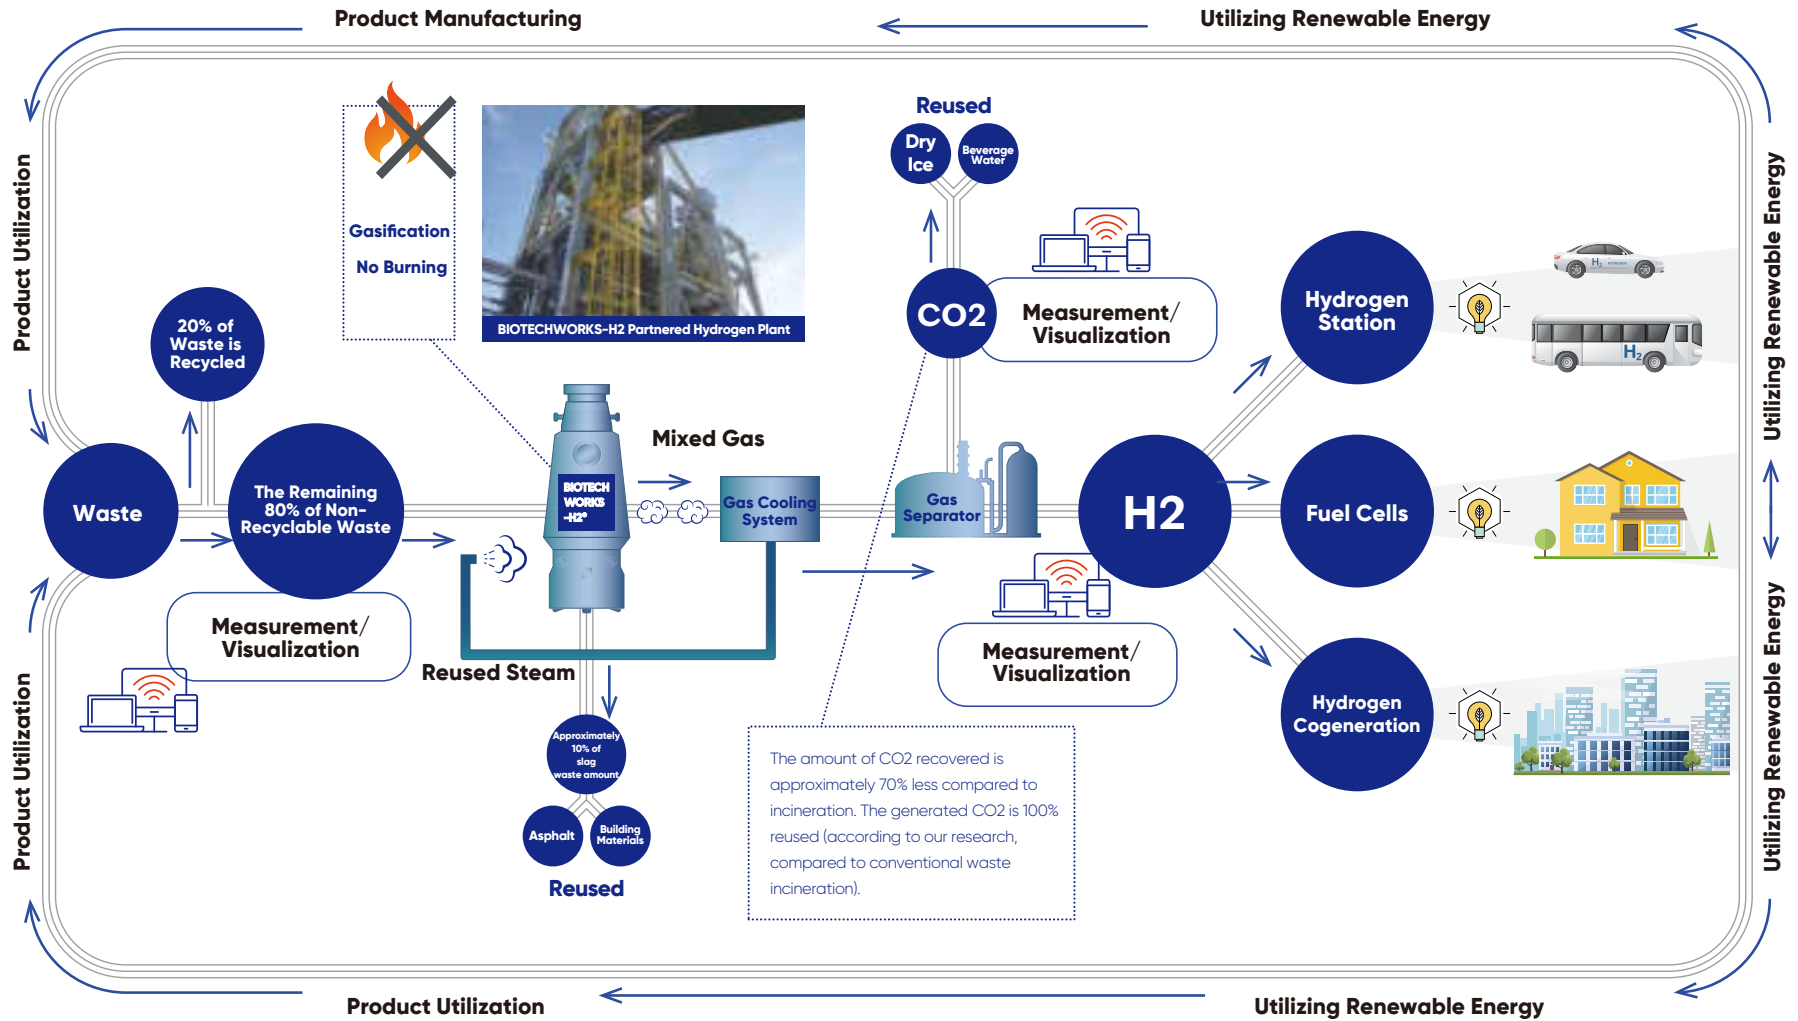 Product Manufacturing
Utilizing Renewable Energy
Product Utilization
Utilizing Renewable Energy
Gasification
No Burning
BIOTECHWORKS-H2 Partnered Hydrogen Plant
Reused
Dry
Ice
Beverage
Water
CO2
Measurement/
Visualization
Hydrogen
Station
H2
HYDROGEN
H2
20% of
Waste is
Recycled
Waste
The Remaining
80% of Non-
Recyclable Waste
Measurement/
Visualization
BIOTECH
WORKS
-H2®
Mixed Gas
Gas Cooling
System
Gas
Separator
H2
Fuel Cells
Measurement/
Visualization
Reused Steam
Approximately
10% of
slag
waste amount
Asphalt
Building
Materials
Reused
The amount of CO2 recovered is
approximately 70% less compared to
incineration. The generated CO2 is 100%
reused (according to our research,
compared to conventional waste
incineration).
Hydrogen
Cogeneration
Product Utilization
Utilizing Renewable Energy
Product Utilization
Utilizing Renewable Energy